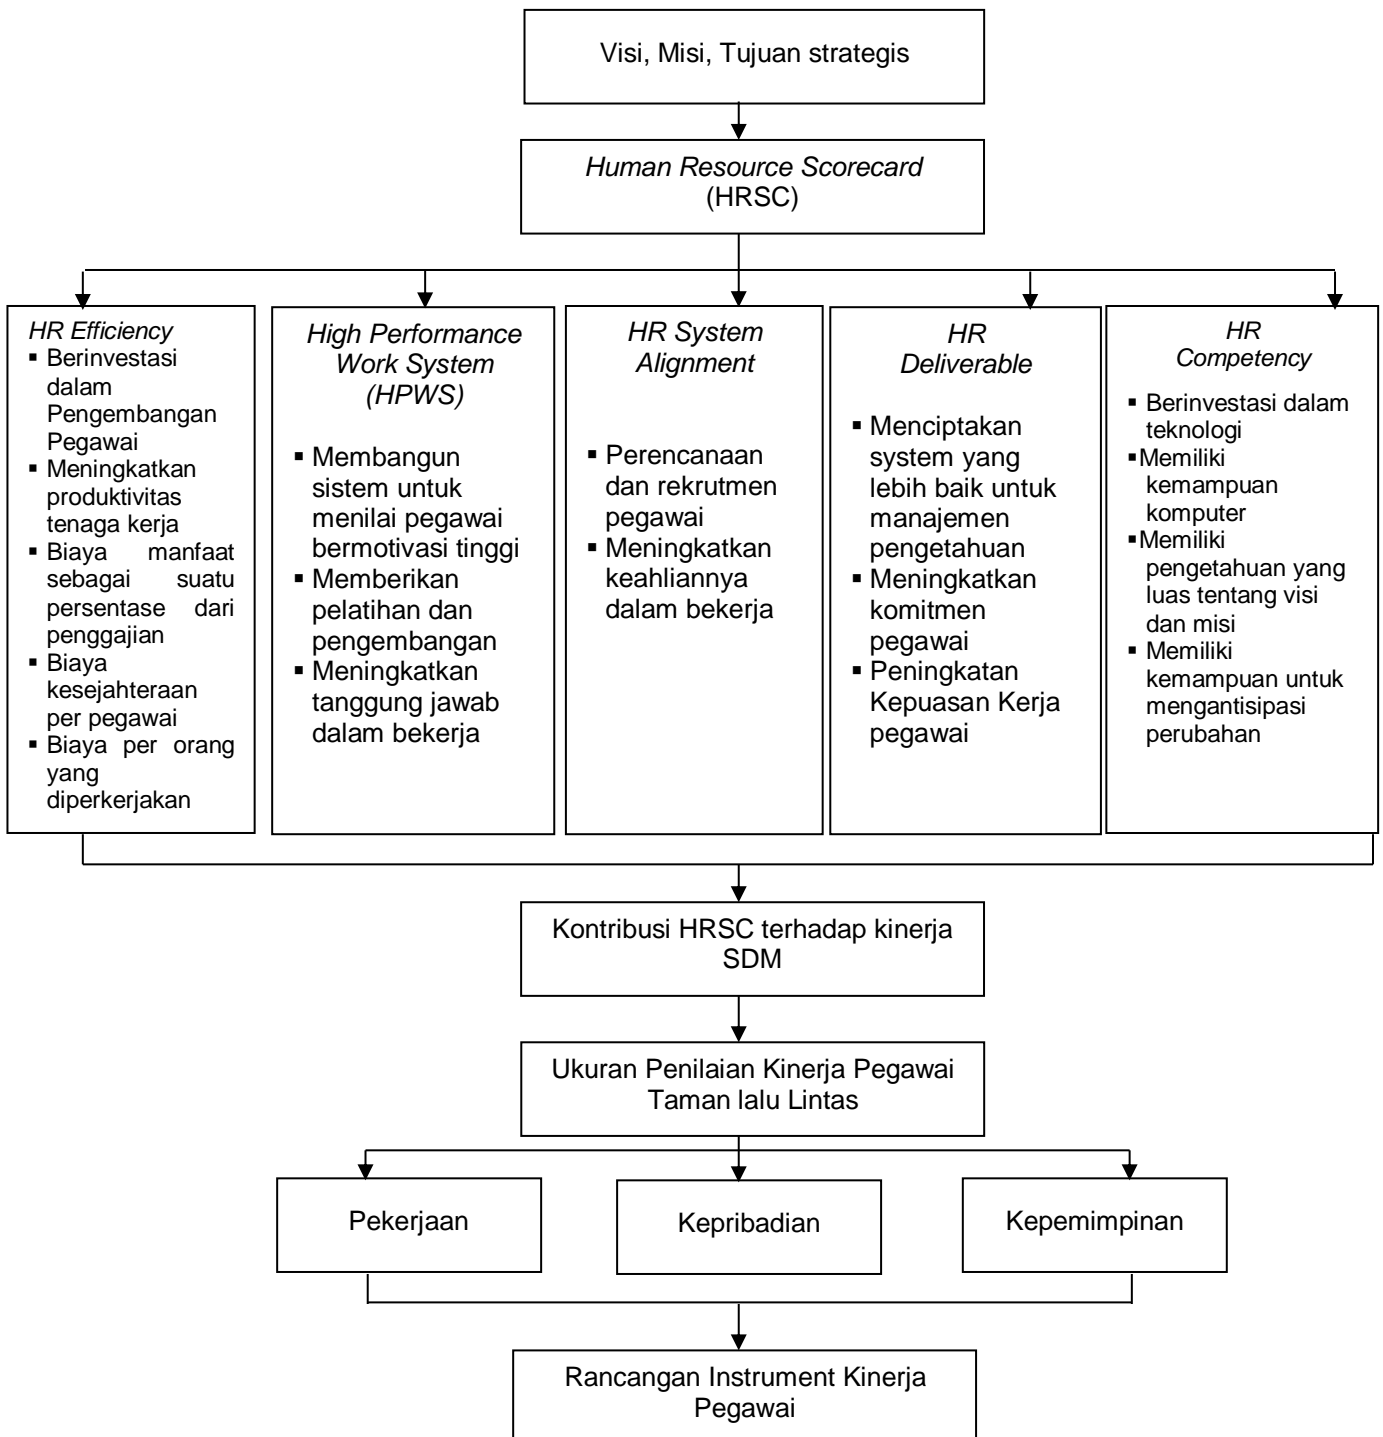 Visi, Misi, Tujuan strategis
Human Resource Scorecard
(HRSC)
HR Efficiency
▪ Berinvestasi
dalam
Pengembangan
Pegawai
▪ Meningkatkan
produktivitas
tenaga kerja
▪ Biaya manfaat
sebagai suatu
persentase dari
penggajian
▪ Biaya
kesejahteraan
per pegawai
▪ Biaya per orang
yang
diperkerjakan
High Performance
Work System
(HPWS)
▪ Membangun
sistem untuk
menilai pegawai
bermotivasi tinggi
▪ Memberikan
pelatihan dan
pengembangan
▪ Meningkatkan
tanggung jawab
dalam bekerja
HR System
Alignment
▪ Perencanaan
dan rekrutmen
pegawai
▪ Meningkatkan
keahliannya
dalam bekerja
HR
Deliverable
▪ Menciptakan
system yang
lebih baik untuk
manajemen
pengetahuan
▪ Meningkatkan
komitmen
pegawai
▪ Peningkatan
Kepuasan Kerja
pegawai
HR
Competency
▪ Berinvestasi dalam
teknologi
▪Memiliki
kemampuan
komputer
▪Memiliki
pengetahuan yang
luas tentang visi
dan misi
▪ Memiliki
kemampuan untuk
mengantisipasi
perubahan
Kontribusi HRSC terhadap kinerja
SDM
Ukuran Penilaian Kinerja Pegawai
Taman lalu Lintas
Pekerjaan
Kepribadian
Kepemimpinan
Rancangan Instrument Kinerja
Pegawai